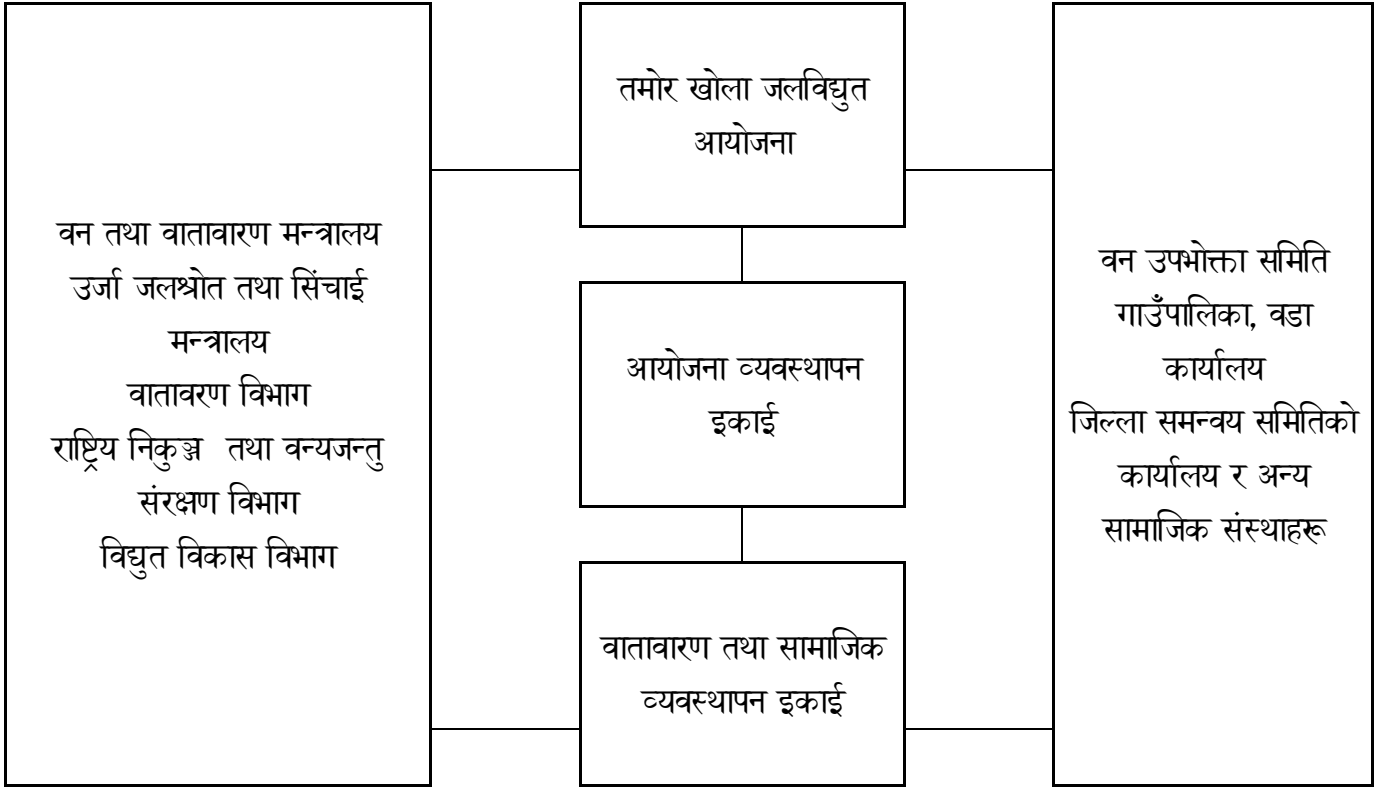 वन तथा वातावारण मन्त्रालय
उर्जा जलश्रोत तथा सिंचाई
मन्त्रालय
वातावरण विभाग
राष्ट्रिय निकुञ्ज तथा वन्यजन्तु
संरक्षण विभाग
विद्युत विकास विभाग
तमोर खोला जलविद्युत
आयोजना
आयोजना व्यवस्थापन
इकाई
वातावारण तथा सामाजिक
व्यवस्थापन इकाई
वन उपभोक्ता समिति
गाउँपालिका, वडा
कार्यालय
जिल्ला समन्वय समितिको
कार्यालय र अन्य
सामाजिक संस्थाहरू